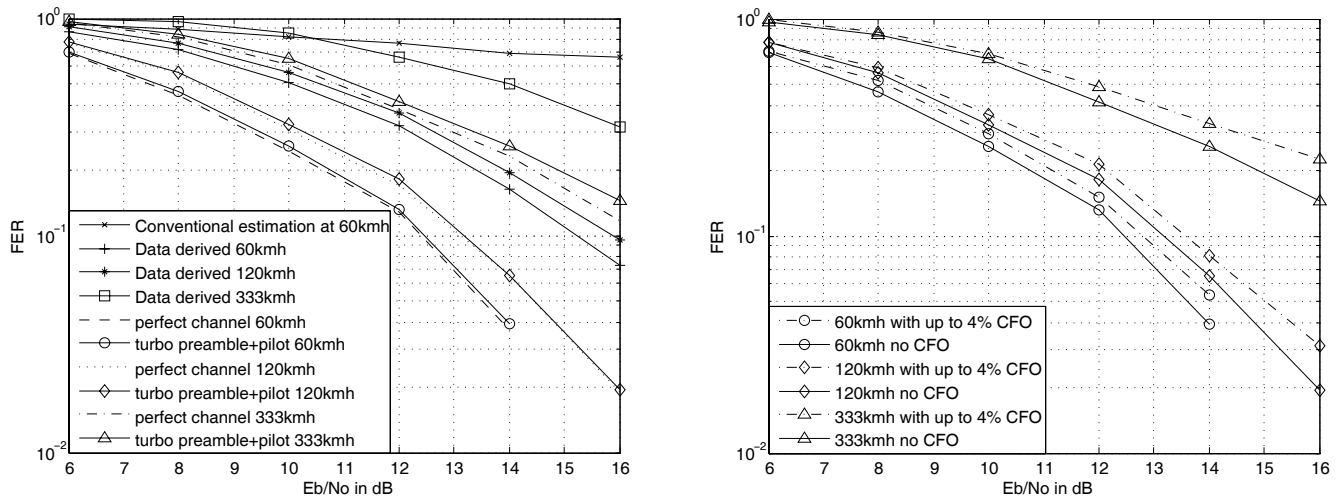 10^0
10^-1
10^-2
FER
6 7 8 9 10 11 12 13 14 15 16
Eb/No in dB
Conventional estimation at 60kmh
Data derived 60kmh
Data derived 120kmh
Data derived 333kmh
perfect channel 60kmh
turbo preamble+pilot 60kmh
perfect channel 120kmh
turbo preamble+pilot 120kmh
perfect channel 333kmh
turbo preamble+pilot 333kmh
10^0
10^-1
10^-2
FER
6 7 8 9 10 11 12 13 14 15 16
Eb/No in dB
60kmh with up to 4% CFO
60kmh no CFO
120kmh with up to 4% CFO
120kmh no CFO
333kmh with up to 4% CFO
333kmh no CFO